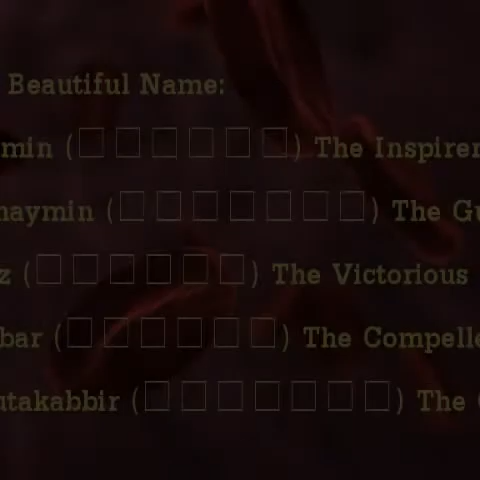 Beautiful Name:
min (□□□□□□) The Inspirer
naymin (□□□□□□□) The Gu
z (□□□□□□) The Victorious
bar (□□□□□□) The Compelle
utakabbir (□□□□□□□) The